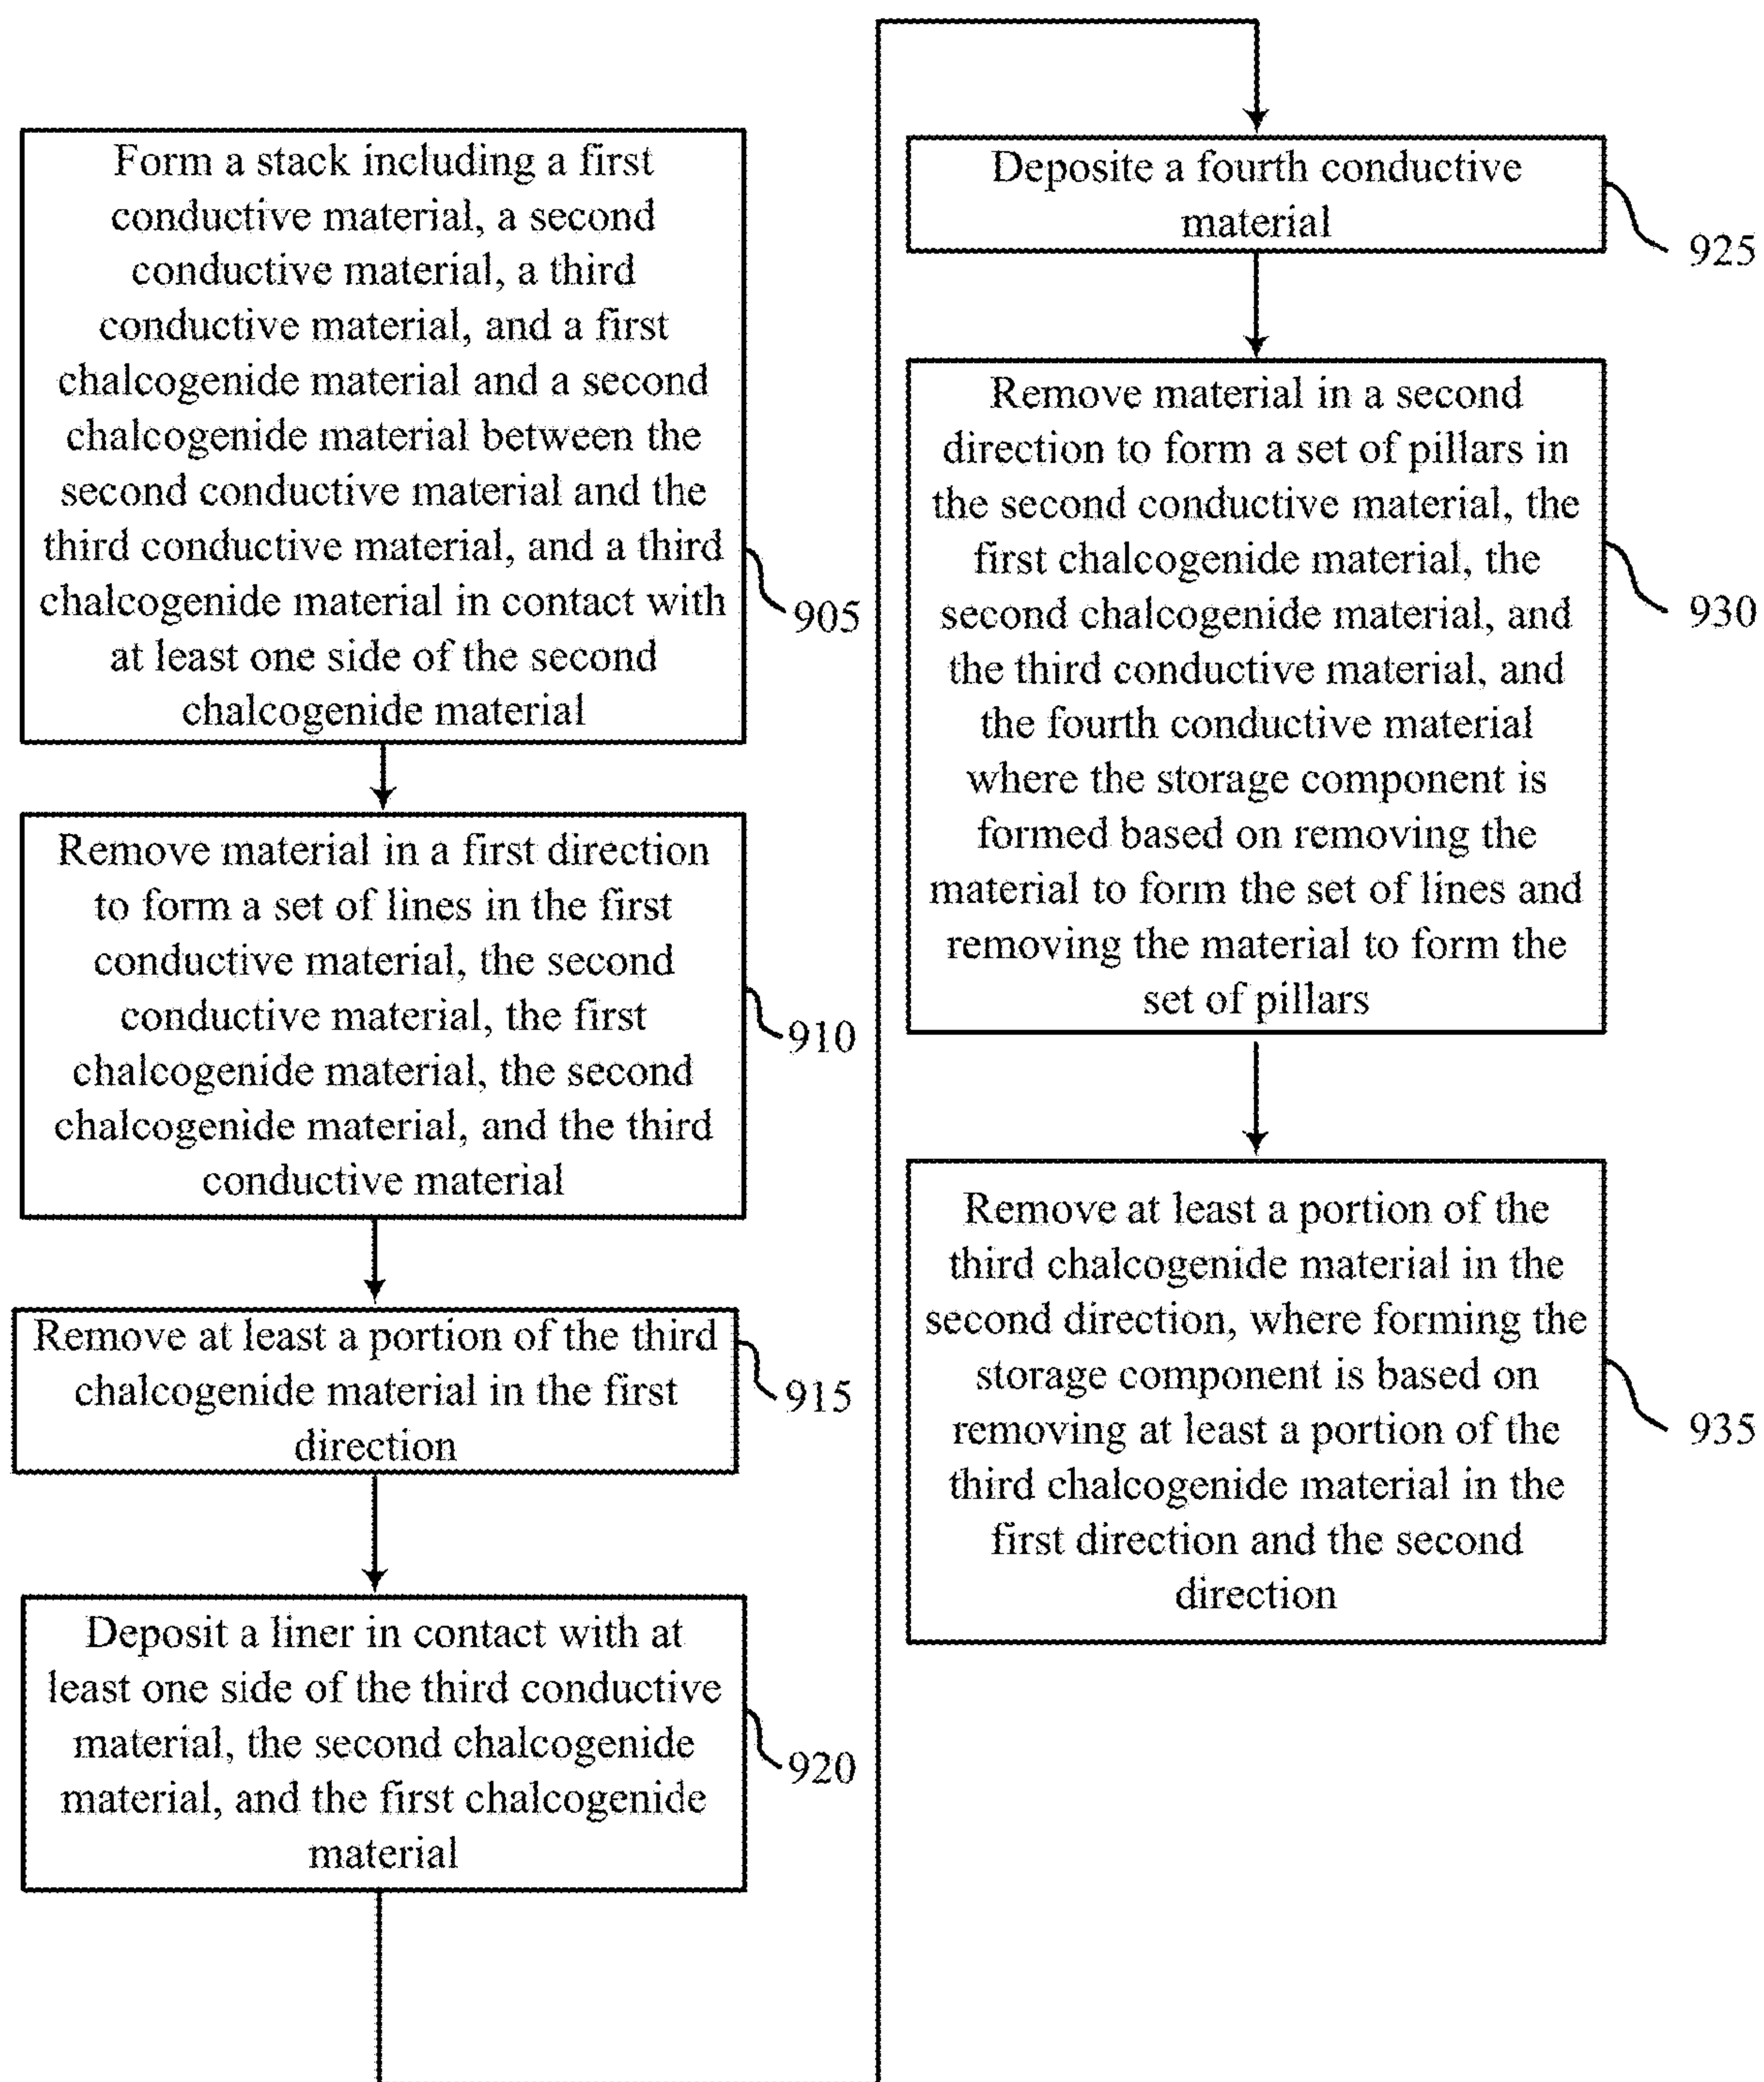 Form a stack including a first
conductive material, a second
conductive material, a third
conductive material, and a first
chalcogenide material and a second
chalcogenide material between the
second conductive material and the
third conductive material, and a third
chalcogenide material in contact with
at least one side of the second
chalcogenide material
905
Remove material in a first direction
to form a set of lines in the first
conductive material, the second
conductive material, the first
chalcogenide material, the second
chalcogenide material, and the third
conductive material
910
Remove at least a portion of the third
chalcogenide material in the first
direction
915
Deposit a liner in contact with at
least one side of the third conductive
material, the second chalcogenide
material, and the first chalcogenide
material
920
Deposite a fourth conductive
material
925
Remove material in a second
direction to form a set of pillars in
the second conductive material, the
first chalcogenide material, the
second chalcogenide material, and
the third conductive material, and
the fourth conductive material
where the storage component is
formed based on removing the
material to form the set of lines and
removing the material to form the
set of pillars
930
Remove at least a portion of the
third chalcogenide material in the
second direction, where forming the
storage component is based on
removing at least a portion of the
third chalcogenide material in the
first direction and the second
direction
935